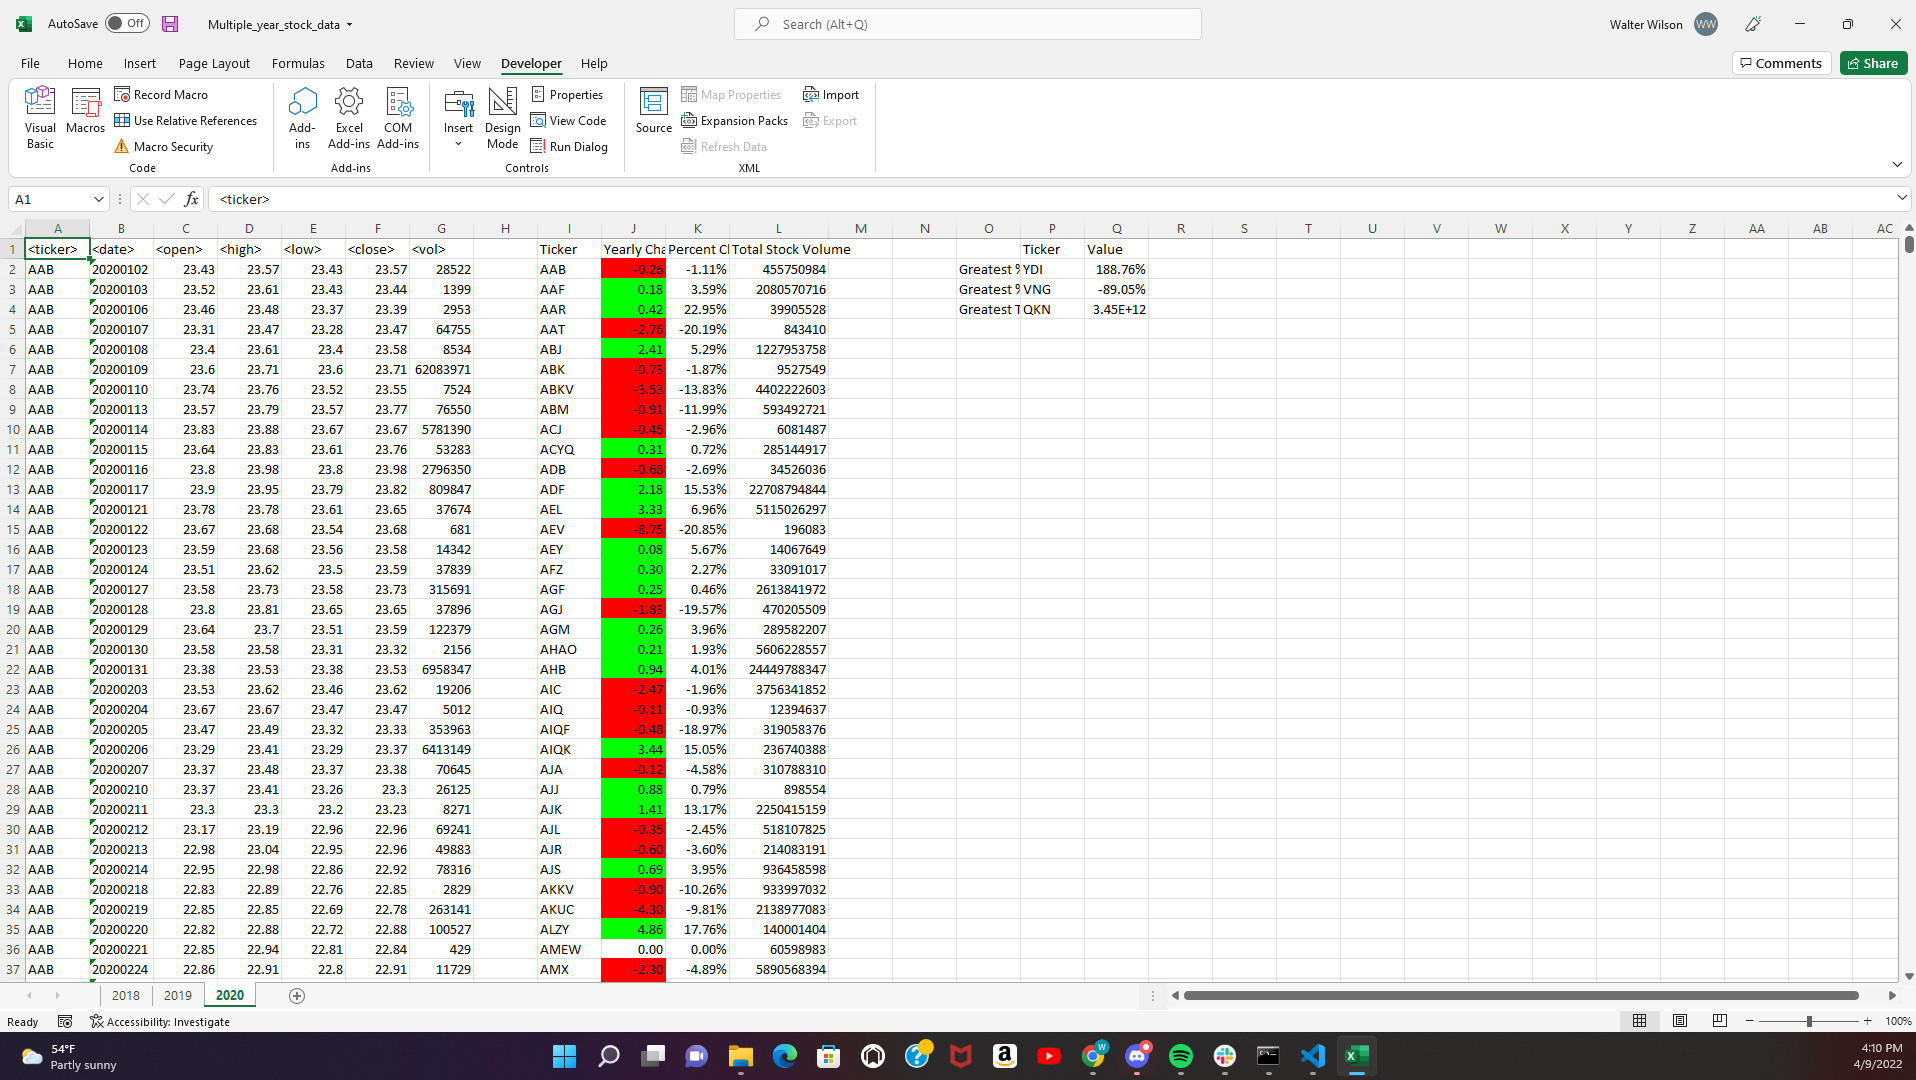 AutoSave Off Multiple_year_stock_data Search (Alt+Q) Walter Wilson WW
File Home Insert Page Layout Formulas Data Review View Developer Help Comments Share
Visual Basic
Macros
Record Macro
Use Relative References
Macro Security
Code
Add-ins
Excel Add-ins
COM Add-ins
Add-ins
Insert
Design Mode
Properties
View Code
Run Dialog
Controls
Source
Map Properties
Expansion Packs
Refresh Data
Import
Export
XML
A1 fx <ticker>
A B C D E F G H I J K L M N O P Q R S T U V W X Y Z AA AB AC
1 <ticker> <date> <open> <high> <low> <close> <vol> Ticker Yearly Cha Percent Cl Total Stock Volume Ticker Value
2 AAB 20200102 23.43 23.57 23.43 23.57 28522 AAB -0.26 -1.11% 455750984 Greatest % YDI 188.76%
3 AAB 20200103 23.52 23.61 23.43 23.44 1399 AAF 0.18 3.59% 2080570716 Greatest % VNG -89.05%
4 AAB 20200106 23.46 23.48 23.37 23.39 2953 AAR 0.42 22.95% 39905528 Greatest T QKN 3.45E+12
5 AAB 20200107 23.31 23.47 23.28 23.47 64755 AAT -2.76 -20.19% 843410
6 AAB 20200108 23.4 23.61 23.4 23.58 8534 ABJ 2.41 5.29% 1227953758
7 AAB 20200109 23.6 23.71 23.6 23.71 62083971 ABK -0.73 -1.87% 9527549
8 AAB 20200110 23.74 23.76 23.52 23.55 7524 ABKV -3.53 -13.83% 4402222603
9 AAB 20200113 23.57 23.79 23.57 23.77 76550 ABM -0.91 -11.99% 593492721
10 AAB 20200114 23.83 23.88 23.67 23.67 5781390 ACJ -0.45 -2.96% 6081487
11 AAB 20200115 23.64 23.83 23.61 23.76 53283 ACYQ 0.31 0.72% 285144917
12 AAB 20200116 23.8 23.98 23.8 23.98 2796350 ADB -0.68 -2.69% 34526036
13 AAB 20200117 23.9 23.95 23.79 23.82 809847 ADF 2.18 15.53% 22708794844
14 AAB 20200121 23.78 23.78 23.61 23.65 37674 AEL 3.33 6.96% 5115026297
15 AAB 20200122 23.67 23.68 23.54 23.68 681 AEV -8.75 -20.85% 196083
16 AAB 20200123 23.59 23.68 23.56 23.58 14342 AEY 0.08 5.67% 14067649
17 AAB 20200124 23.51 23.62 23.5 23.59 37839 AFZ 0.30 2.27% 33091017
18 AAB 20200127 23.58 23.73 23.58 23.73 315691 AGF 0.25 0.46% 2613841972
19 AAB 20200128 23.8 23.81 23.65 23.65 37896 AGJ -1.83 -19.57% 470205509
20 AAB 20200129 23.64 23.7 23.51 23.59 122379 AGM 0.26 3.96% 289582207
21 AAB 20200130 23.58 23.58 23.31 23.32 2156 AHAO 0.21 1.93% 5606228557
22 AAB 20200131 23.38 23.53 23.38 23.53 6958347 AHB 0.94 4.01% 24449788347
23 AAB 20200203 23.53 23.62 23.46 23.62 19206 AIC -2.47 -1.96% 3756341852
24 AAB 20200204 23.67 23.67 23.47 23.47 5012 AIQ -0.11 -0.93% 12394637
25 AAB 20200205 23.47 23.49 23.32 23.33 353963 AIQF -0.48 -18.97% 319058376
26 AAB 20200206 23.29 23.41 23.29 23.37 6413149 AIQK 3.44 15.05% 236740388
27 AAB 20200207 23.37 23.48 23.37 23.38 70645 AJA -0.12 -4.58% 310788310
28 AAB 20200210 23.37 23.41 23.26 23.3 26125 AJJ 0.88 0.79% 898554
29 AAB 20200211 23.3 23.3 23.2 23.23 8271 AJK 1.41 13.17% 2250415159
30 AAB 20200212 23.17 23.19 22.96 22.96 69241 AJL -0.35 -2.45% 518107825
31 AAB 20200213 22.98 23.04 22.95 22.96 49883 AJR -0.60 -3.60% 214083191
32 AAB 20200214 22.95 22.98 22.86 22.92 78316 AJS 0.69 3.95% 936458598
33 AAB 20200218 22.83 22.89 22.76 22.85 2829 AKKV -0.90 -10.26% 933997032
34 AAB 20200219 22.85 22.85 22.69 22.78 263141 AKUC -4.30 -9.81% 2138977083
35 AAB 20200220 22.82 22.88 22.72 22.88 100527 ALZY 4.86 17.76% 140001404
36 AAB 20200221 22.85 22.94 22.81 22.84 429 AMEW 0.00 0.00% 60598983
37 AAB 20200224 22.86 22.91 22.8 22.91 11729 AMX -2.30 -4.89% 5890568394
2018 2019 2020
Ready Accessibility: Investigate 100%
54°F
Partly sunny
4:10 PM
4/9/2022